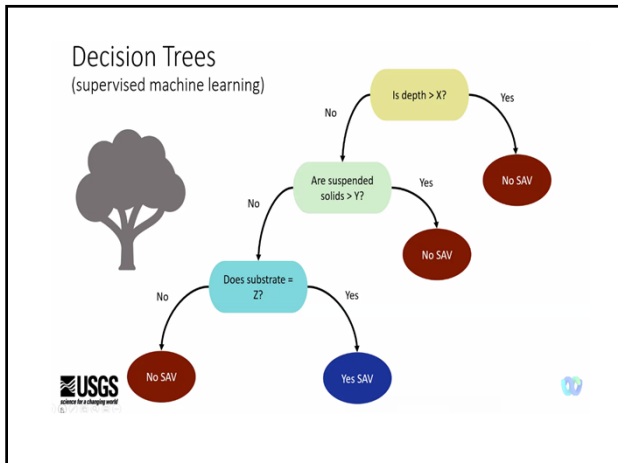 Decision Trees
(supervised machine learning)
Is depth > X?
No
Yes
No SAV
Are suspended
solids > Y?
No
Yes
No SAV
Does substrate =
Z?
No
Yes
No SAV
Yes SAV
USGS
science for a changing world